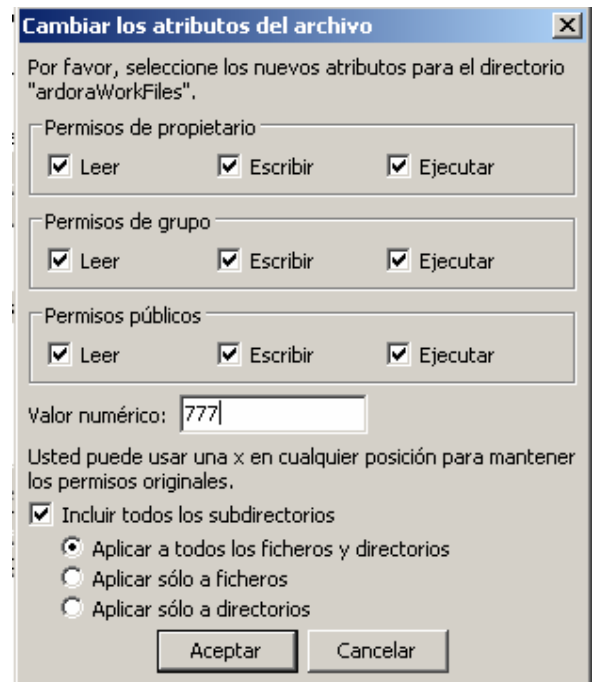 Cambiar los atributos del archivo
Por favor, seleccione los nuevos atributos para el directorio
"ardoraWorkFiles".
Permisos de propietario
Leer Escribir Ejecutar
Permisos de grupo
Leer Escribir Ejecutar
Permisos públicos
Leer Escribir Ejecutar
Valor numérico: 777
Usted puede usar una x en cualquier posición para mantener
los permisos originales.
Incluir todos los subdirectorios
Aplicar a todos los ficheros y directorios
Aplicar sólo a ficheros
Aplicar sólo a directorios
Aceptar Cancelar